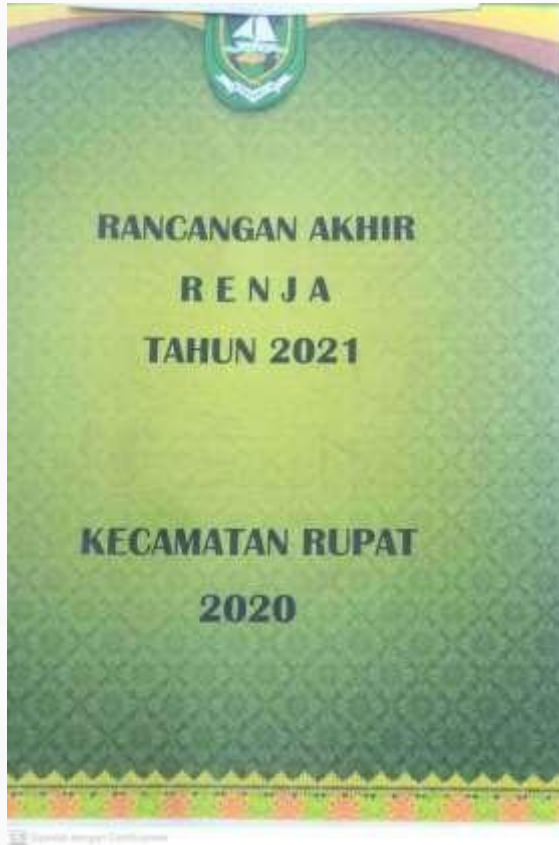 RANCANGAN AKHIR
R E N J A
TAHUN 2021
KECAMATAN RUPAT
2020